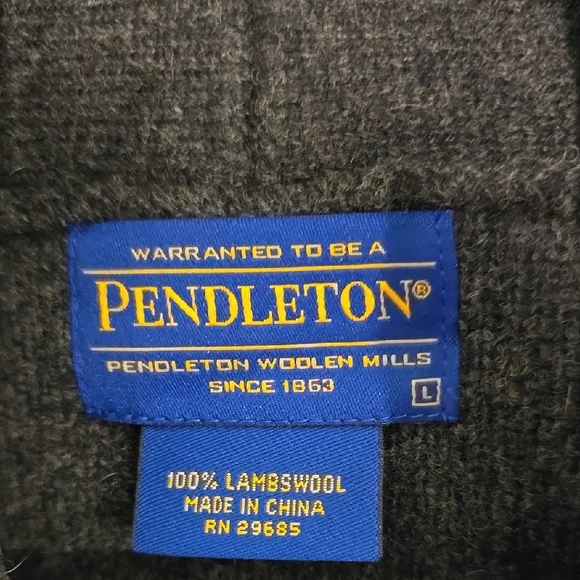 WARRANTED TO BE A
PENDLETON®
PENDLETON WOOLEN MILLS
SINCE 1863
L
100% LAMBSWOOL
MADE IN CHINA
RN 29685